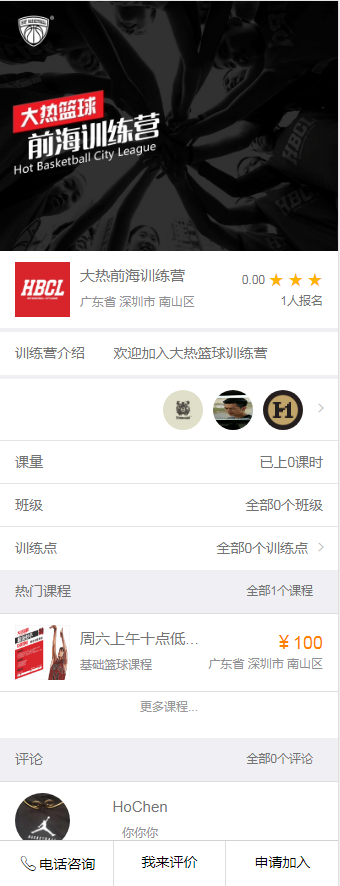 大热篮球
前海训练营
Hot Basketball City League
HBCL
大热前海训练营
0.00
广东省 深圳市 南山区
1人报名
训练营介绍 欢迎加入大热篮球训练营
课量 已上0课时
班级 全部0个班级
训练点 全部0个训练点
热门课程 全部1个课程
周六上午十点低...
¥ 100
基础篮球课程
广东省 深圳市 南山区
更多课程...
评论 全部0个评论
HoChen
你你你
电话咨询 我来评价 申请加入